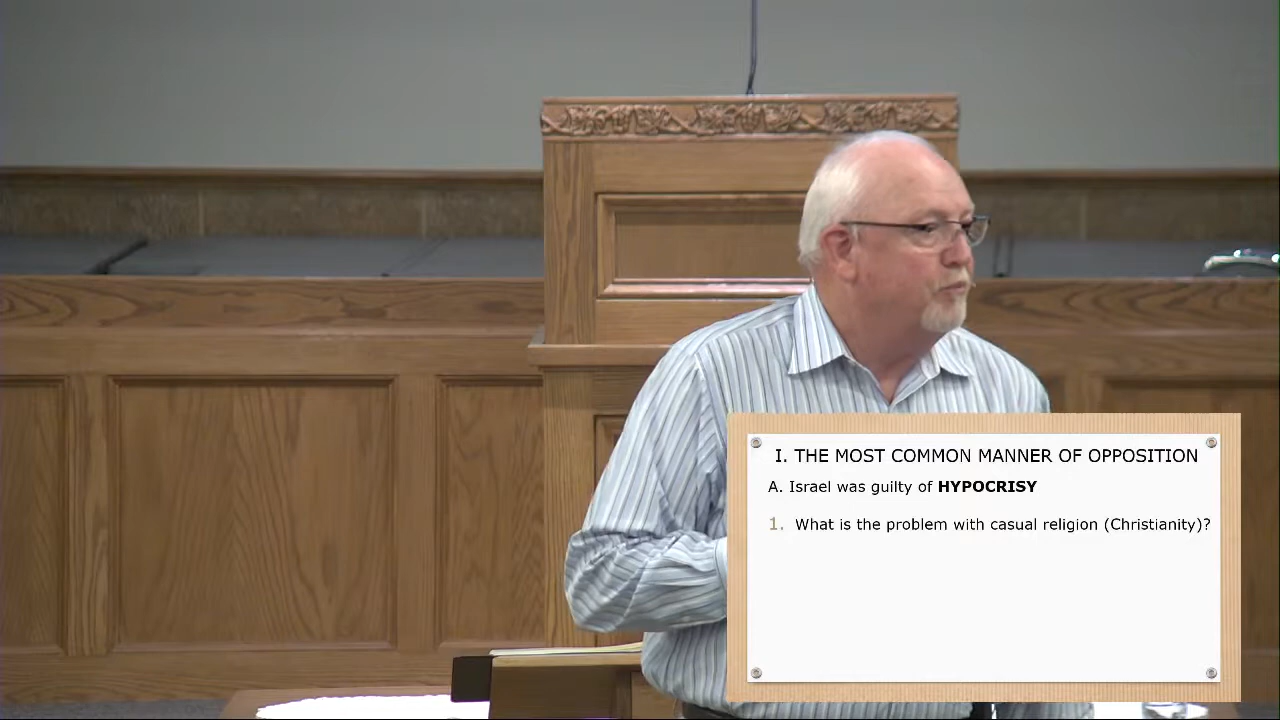 I. THE MOST COMMON MANNER OF OPPOSITION
A. Israel was guilty of HYPOCRISY
1. What is the problem with casual religion (Christianity)?